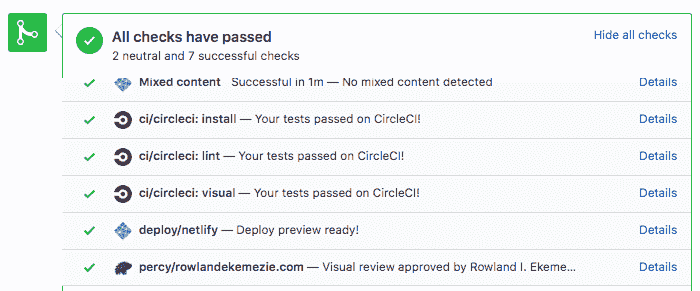 All checks have passed
Hide all checks
2 neutral and 7 successful checks
Mixed content Successful in 1m — No mixed content detected Details
ci/circleci: install — Your tests passed on CircleCI! Details
ci/circleci: lint — Your tests passed on CircleCI! Details
ci/circleci: visual — Your tests passed on CircleCI! Details
deploy/netlify — Deploy preview ready! Details
percy/rowlandekemezie.com — Visual review approved by Rowland I. Ekeme... Details